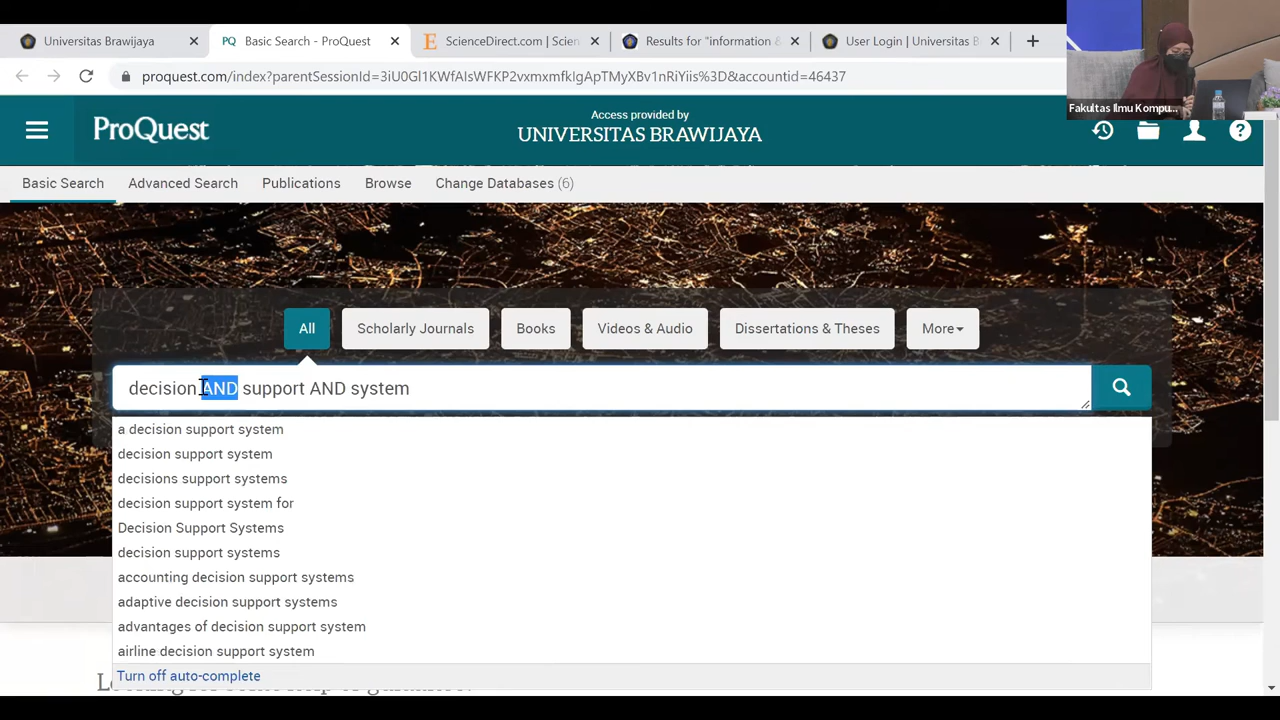 Universitas Brawijaya
PQ Basic Search - ProQuest
E ScienceDirect.com | Scien
Results for "information &
User Login | Universitas B
proquest.com/index?parentSessionId=3iU0GI1KWfAIsWFKP2vxmxmfkIgApTMyXBv1nRiYiis%3D&accountid=46437
Fakultas Ilmu Kompu...
ProQuest
Access provided by
UNIVERSITAS BRAWIJAYA
Basic Search
Advanced Search
Publications
Browse
Change Databases (6)
All
Scholarly Journals
Books
Videos & Audio
Dissertations & Theses
More
decision AND support AND system
a decision support system
decision support system
decisions support systems
decision support system for
Decision Support Systems
decision support systems
accounting decision support systems
adaptive decision support systems
advantages of decision support system
airline decision support system
Turn off auto-complete